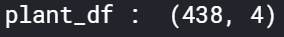 plant_df :  (438, 4)